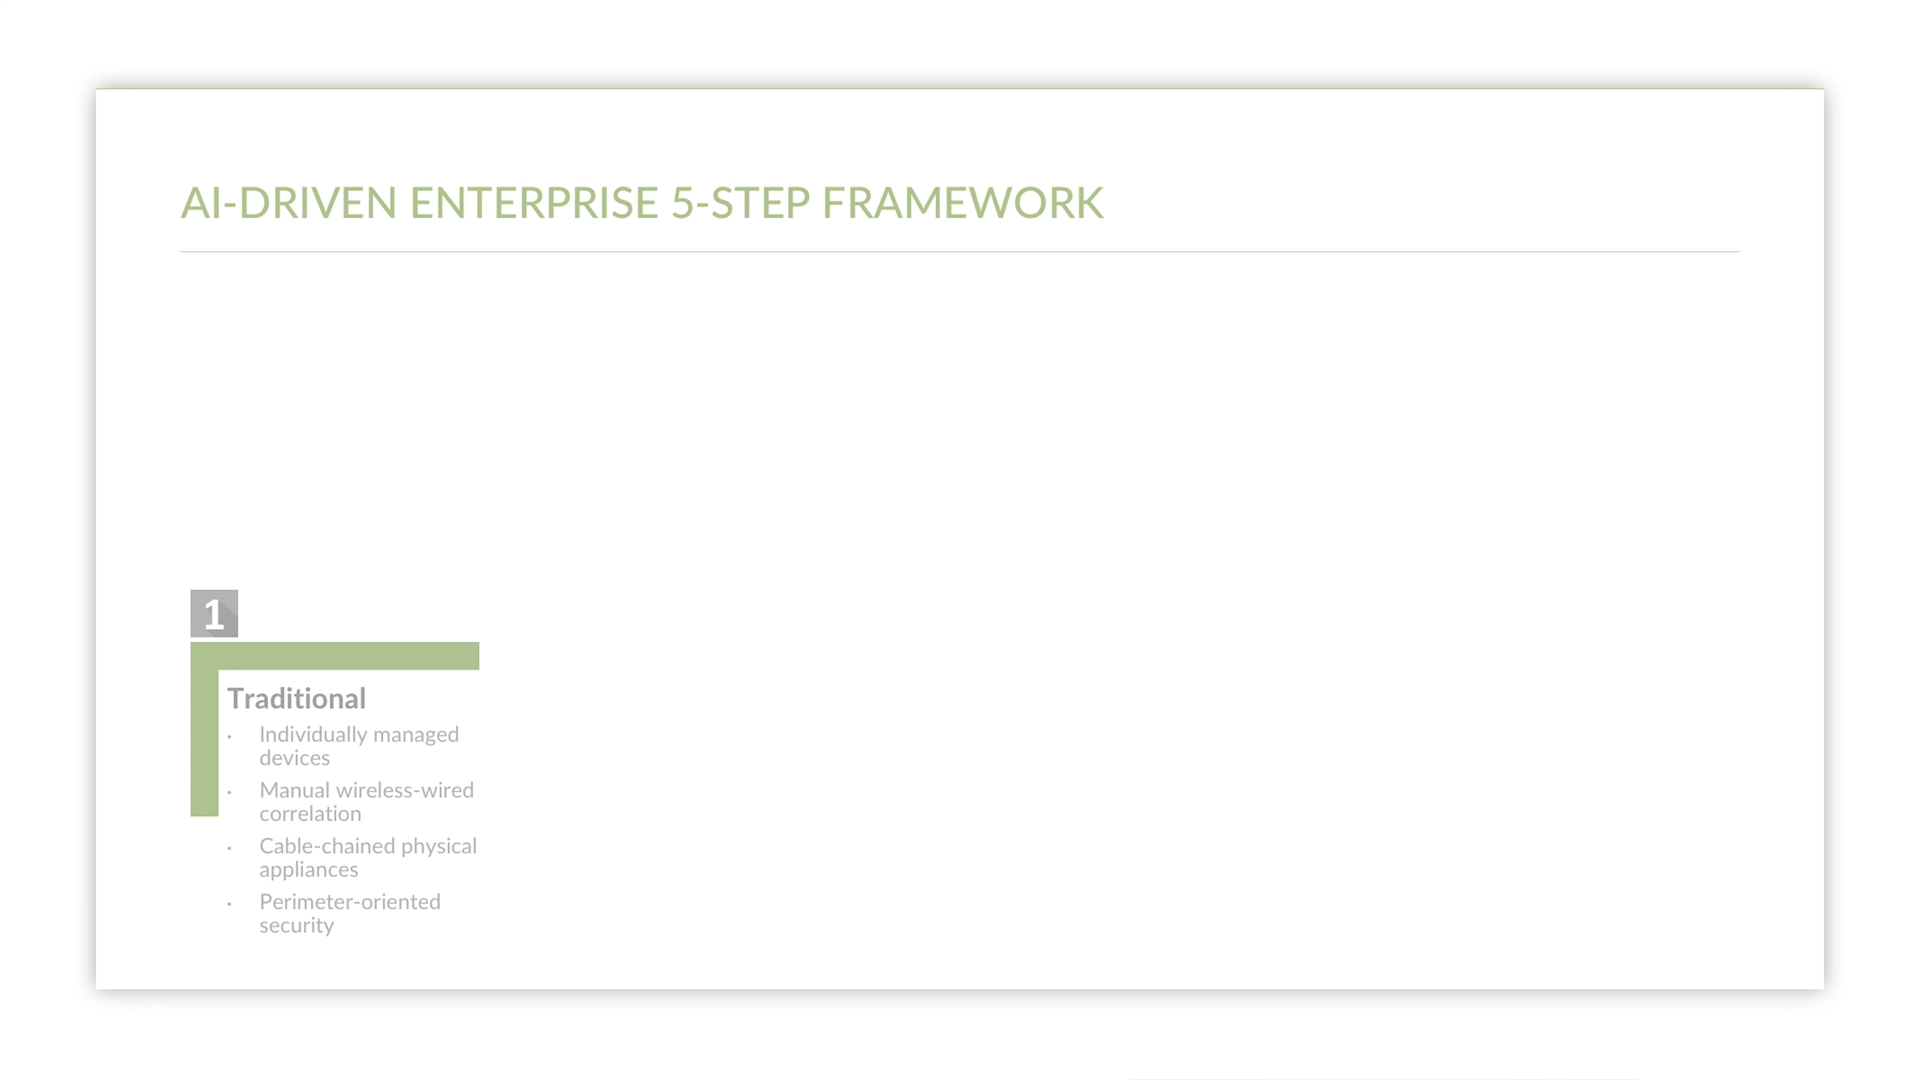 AI-DRIVEN ENTERPRISE 5-STEP FRAMEWORK
1
Traditional
• Individually managed
devices
• Manual wireless-wired
correlation
• Cable-chained physical
appliances
• Perimeter-oriented
security